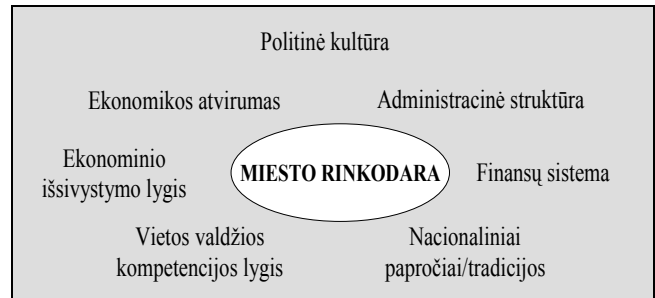 Politinė kultūra
Ekonomikos atvirumas
Administracinė struktūra
Ekonominio
išsivystymo lygis
MIESTO RINKODARA
Finansų sistema
Vietos valdžios
kompetencijos lygis
Nacionaliniai
papročiai/tradicijos